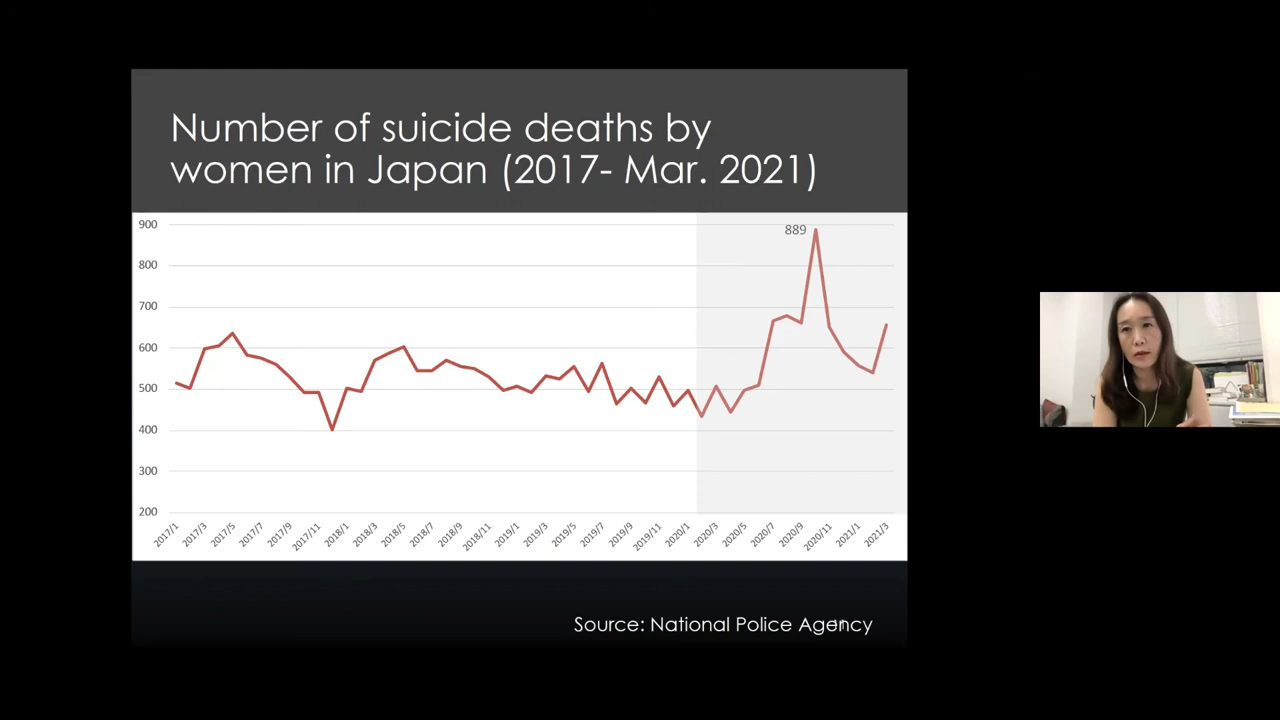 Number of suicide deaths by
women in Japan (2017- Mar. 2021)
900
889
800
700
600
500
400
300
200
2017/1 2017/3 2017/5 2017/7 2017/9 2017/11 2018/1 2018/3 2018/5 2018/7 2018/9 2018/11 2019/1 2019/3 2019/5 2019/7 2019/9 2019/11 2020/1 2020/3 2020/5 2020/7 2020/9 2020/11 2021/1 2021/3
Source: National Police Agency